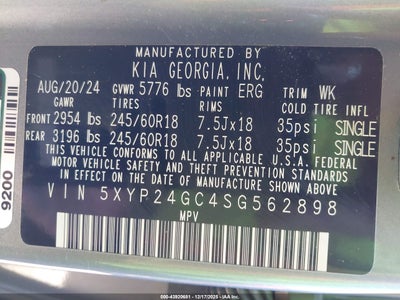 MANUFACTURED BY
KIA GEORGIA, INC.
AUG/20/24 GVWR 5776 lbs PAINT ERG TRIM WK
GAWR TIRES RIMS COLD TIRE INFL
FRONT 2954 lbs 245/60R18 7.5Jx18 35psi SINGLE
REAR 3196 lbs 245/60R18 7.5Jx18 35psi SINGLE
THIS VEHICLE CONFORMS TO ALL APPLICABLE U.S.A. FEDERAL
MOTOR VEHICLE SAFETY AND THEFT PREVENTION STANDARDS
IN EFFECT ON THE DATE OF MANUFACTURE SHOWN ABOVE.
VIN 5XYP24GC4SG562898
MPV
9200
000-43920681 - 12/17/2025 - IAAI.COM